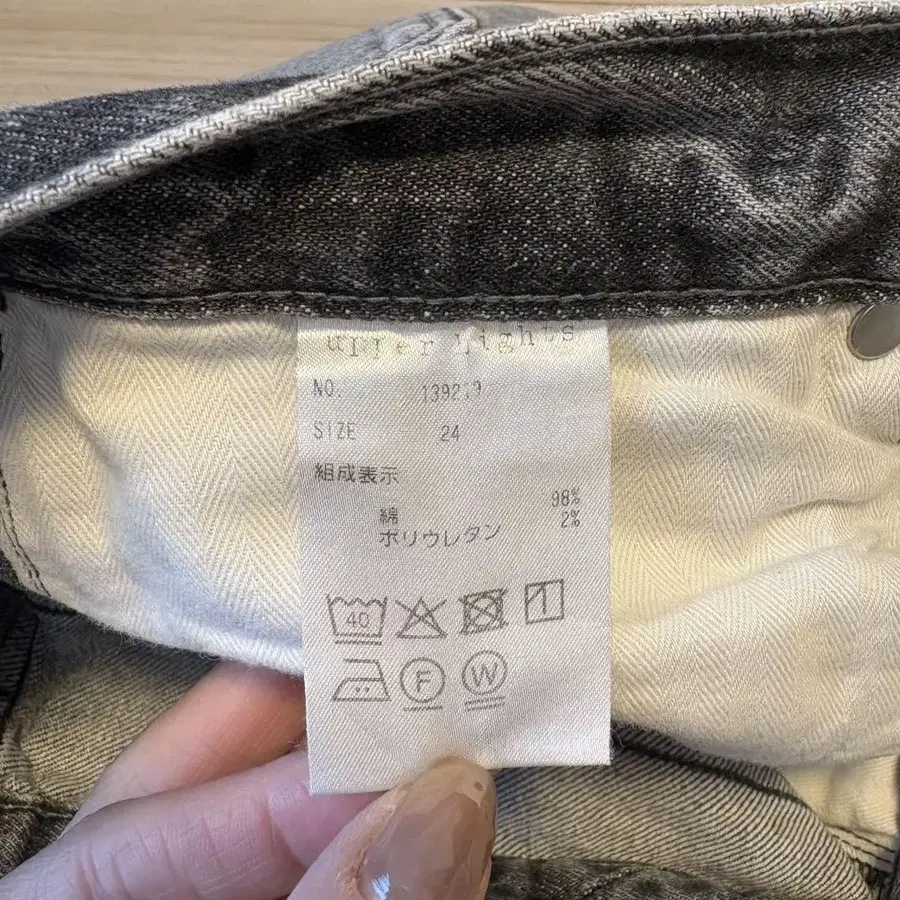 upper hights
NO.
SIZE 24
組成表示
綿 98%
ポリウレタン 2%
40
F W